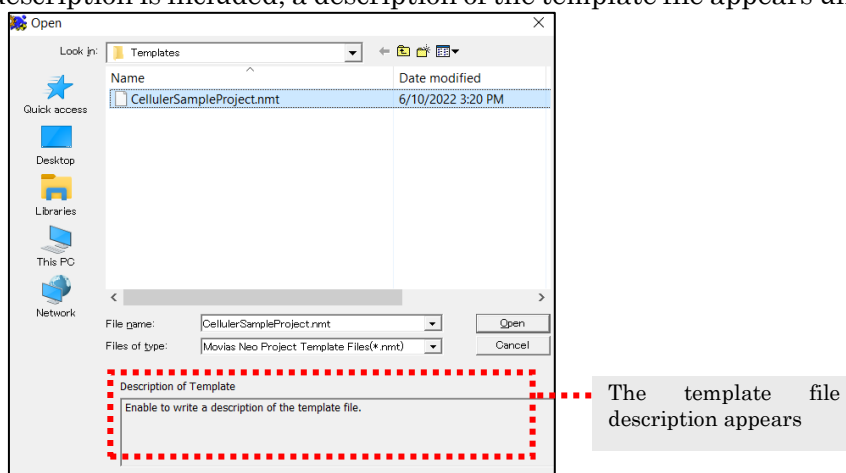 description is included, a description of the template file appears un
Open
Look in:
Templates
Name
Date modified
CellulerSampleProject.nmt
6/10/2022 3:20 PM
Quick access
Desktop
Libraries
This PC
Network
File name:
CellulerSampleProject.nmt
Open
Files of type:
Movias Neo Project Template Files(*.nmt)
Cancel
Description of Template
Enable to write a description of the template file.
The template file
description appears